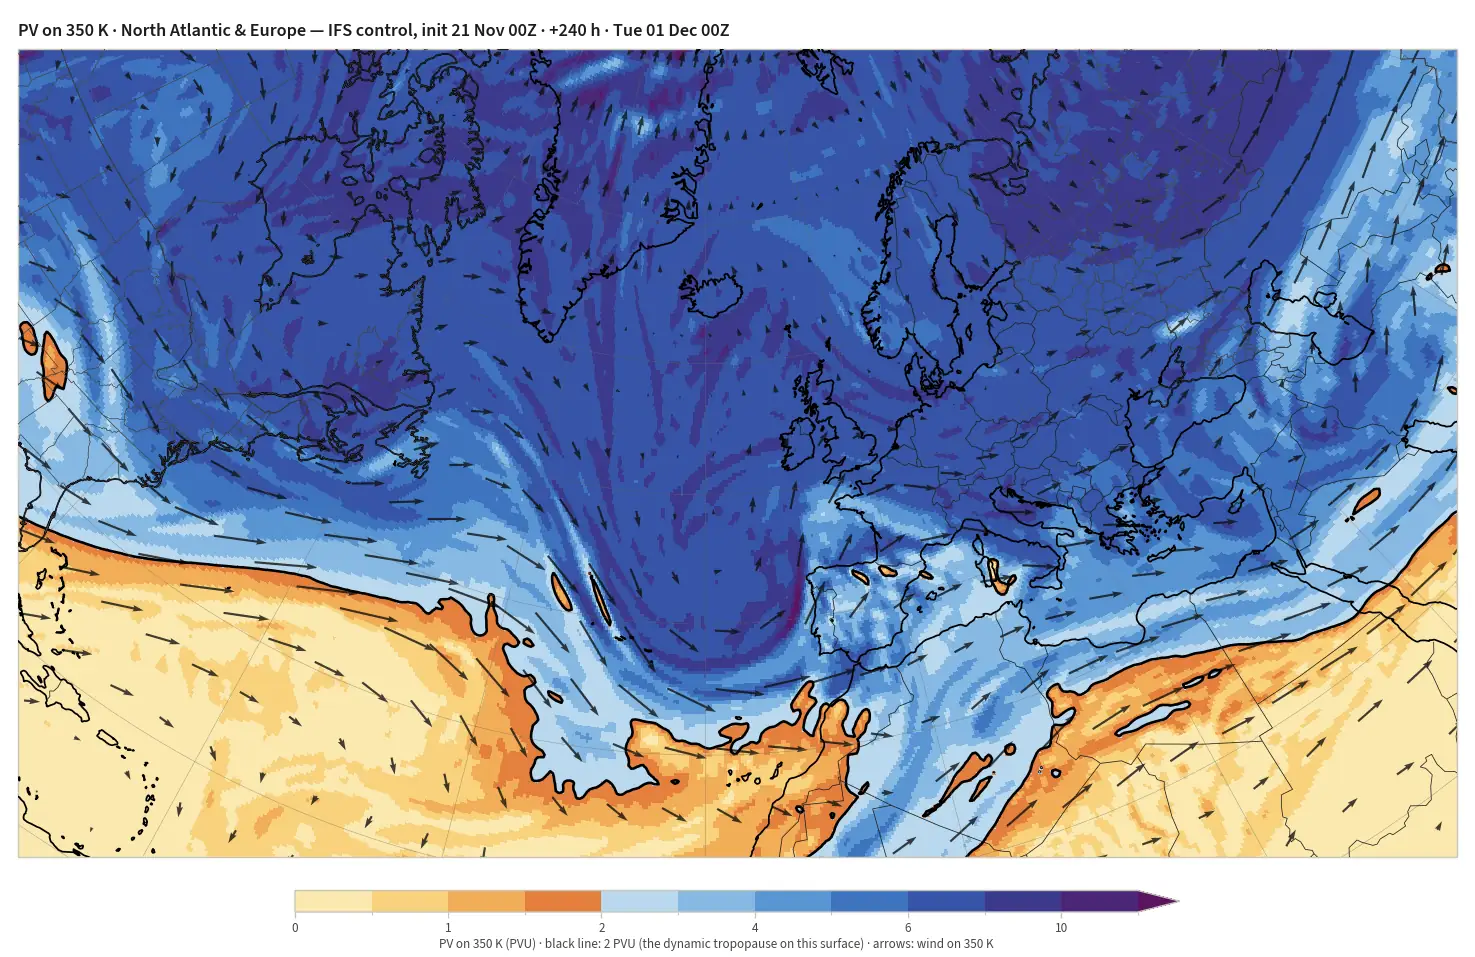 PV on 350 K · North Atlantic & Europe — IFS control, init 21 Nov 00Z · +240 h · Tue 01 Dec 00Z
0 1 2 4 6 10
PV on 350 K (PVU) · black line: 2 PVU (the dynamic tropopause on this surface) · arrows: wind on 350 K